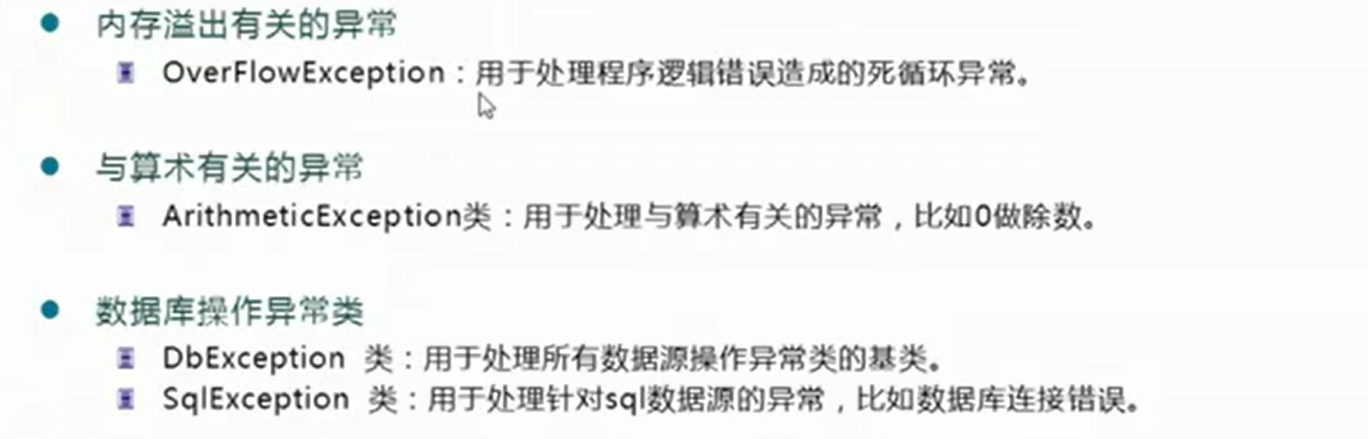 内存溢出有关的异常
OverFlowException：用于处理程序逻辑错误造成的死循环异常。
与算术有关的异常
ArithmeticException类：用于处理与算术有关的异常，比如0做除数。
数据库操作异常类
DbException 类：用于处理所有数据源操作异常类的基类。
SqlException 类：用于处理针对sql数据源的异常，比如数据库连接错误。